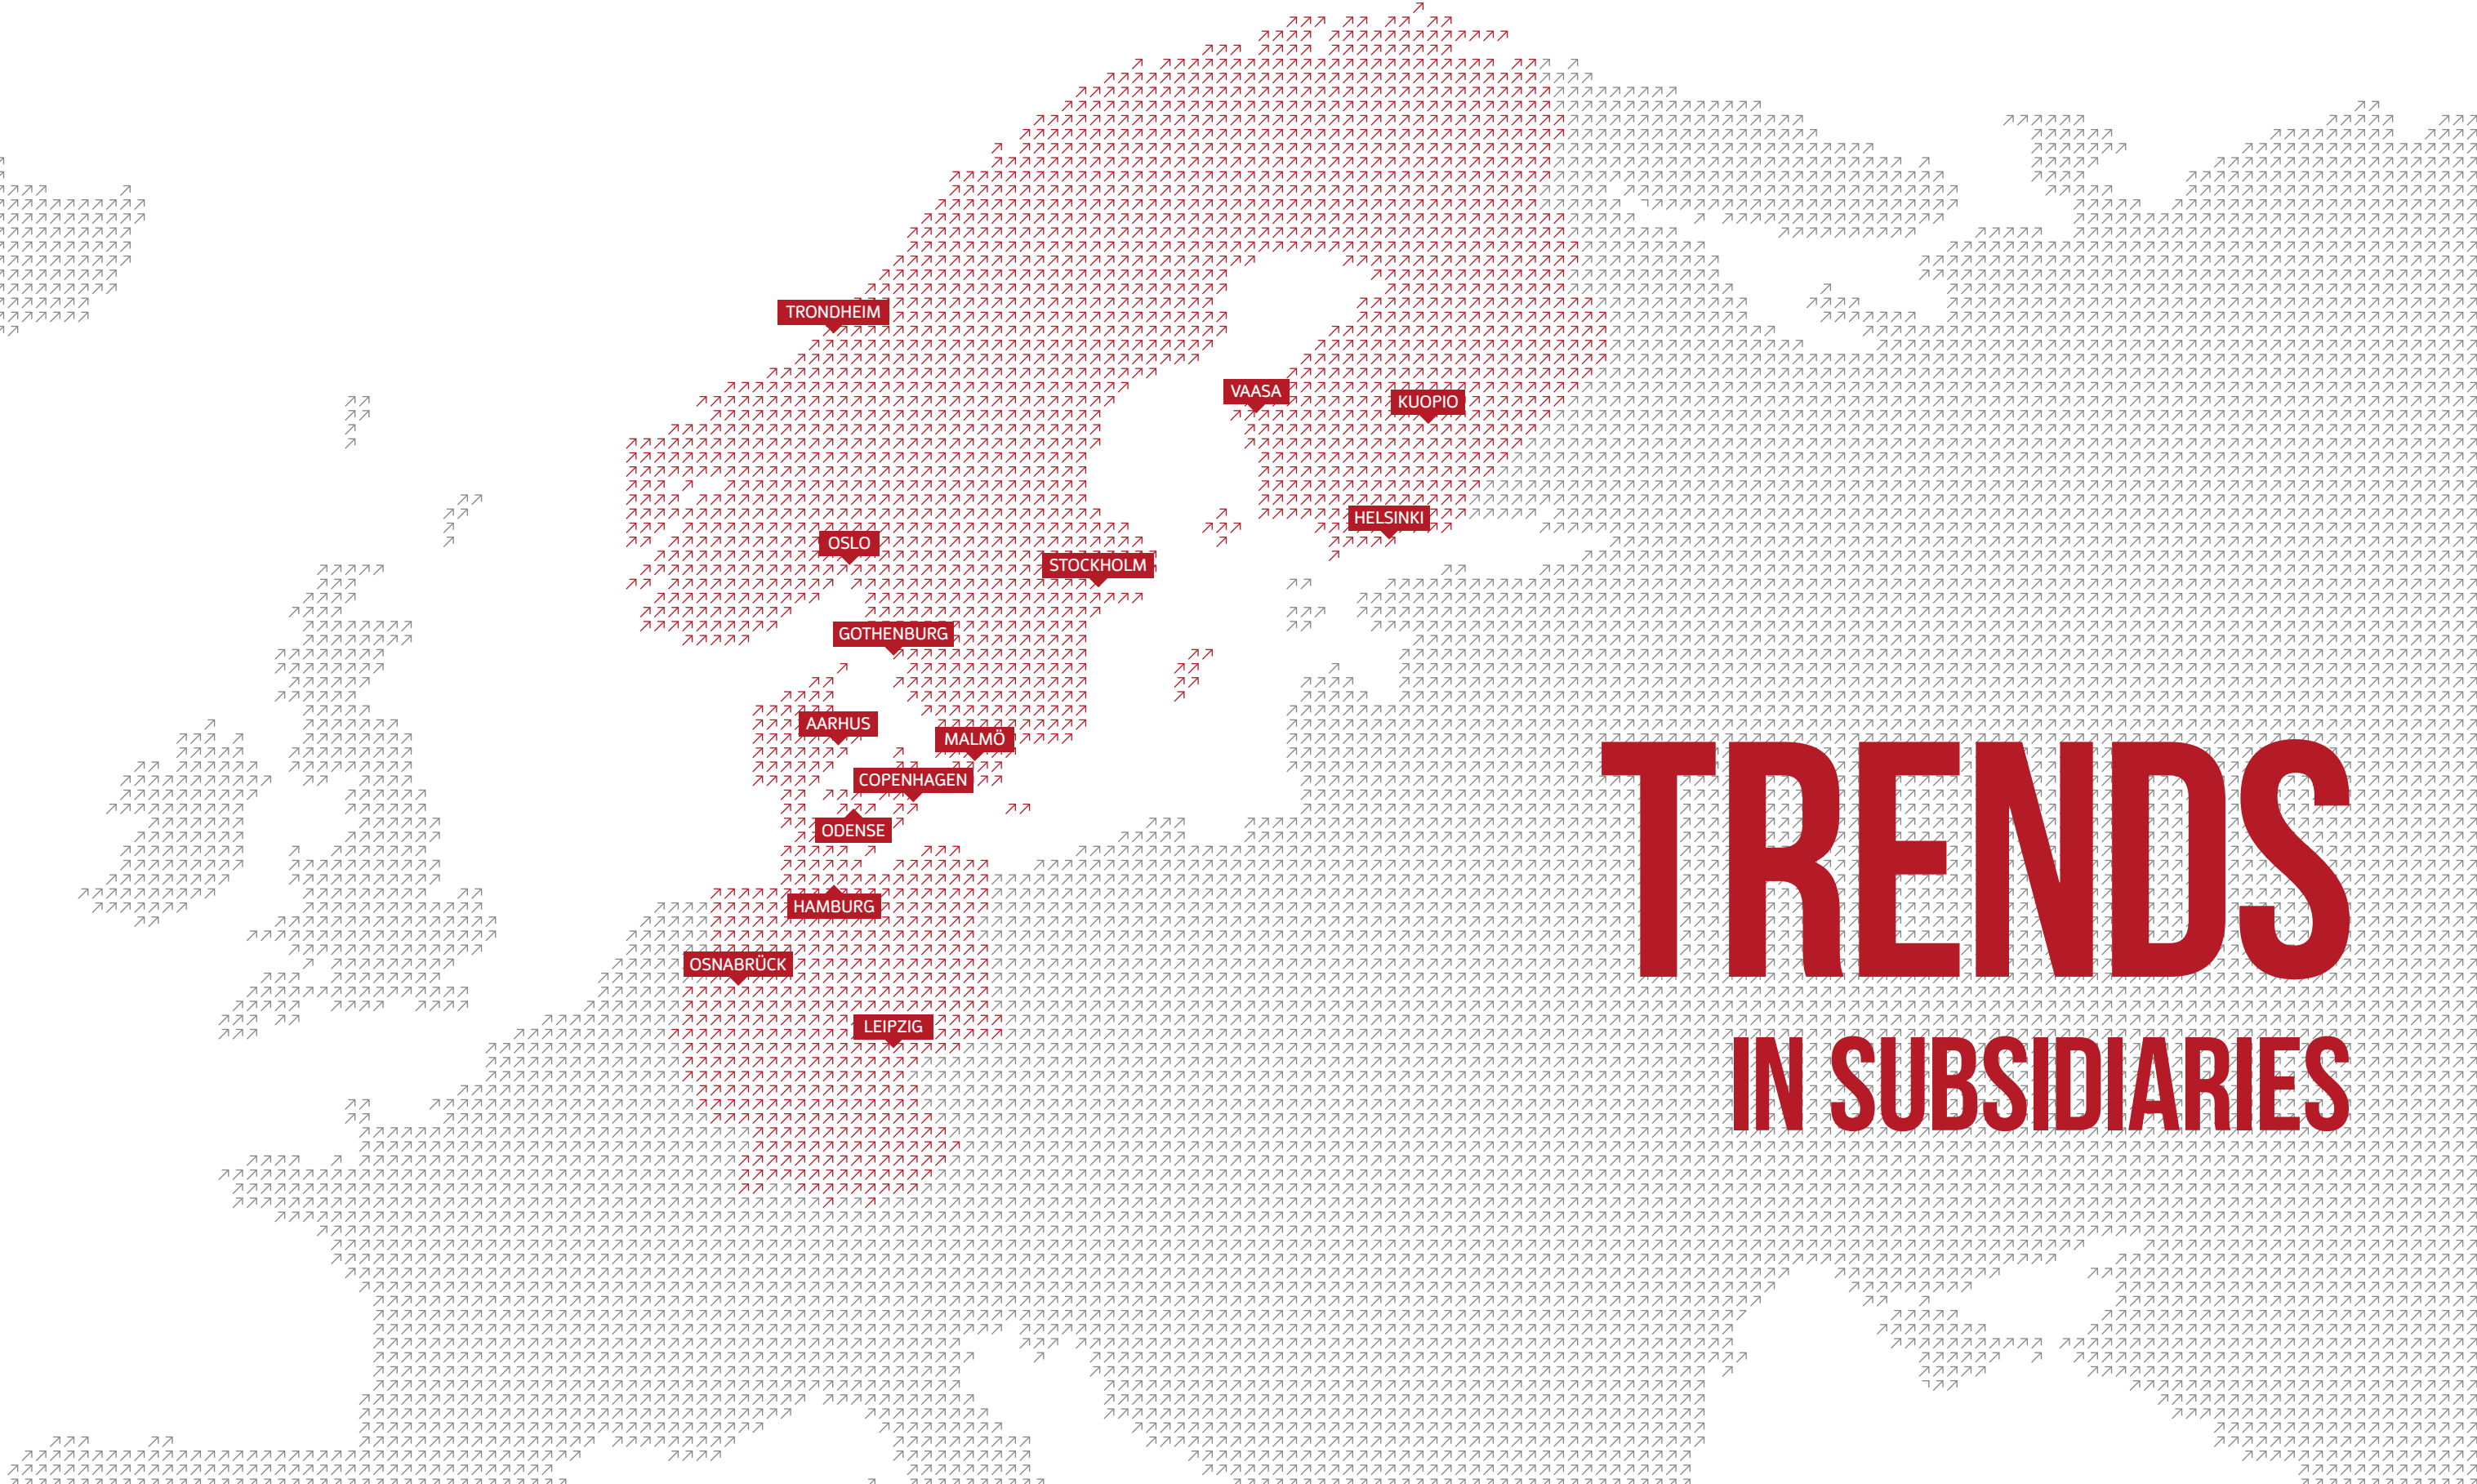 TRONDHEIM
VAASA
KUOPIO
HELSINKI
OSLO
STOCKHOLM
GOTHENBURG
AARHUS
MALMÖ
COPENHAGEN
ODENSE
HAMBURG
OSNABRÜCK
LEIPZIG
TRENDS
IN SUBSIDIARIES